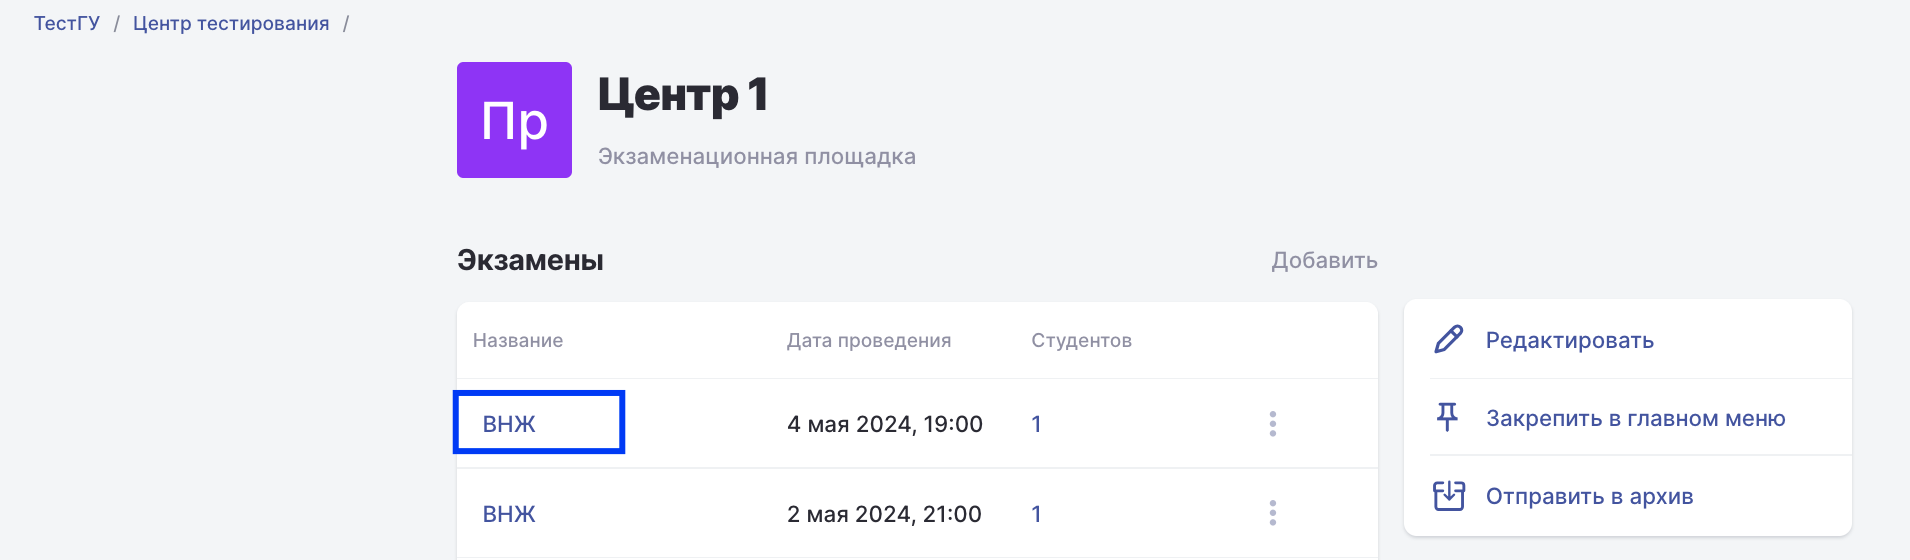 ТестГУ / Центр тестирования /
Пр
Центр 1
Экзаменационная площадка
Экзамены
Добавить
Название Дата проведения Студентов
ВНЖ 4 мая 2024, 19:00 1
ВНЖ 2 мая 2024, 21:00 1
Редактировать
Закрепить в главном меню
Отправить в архив